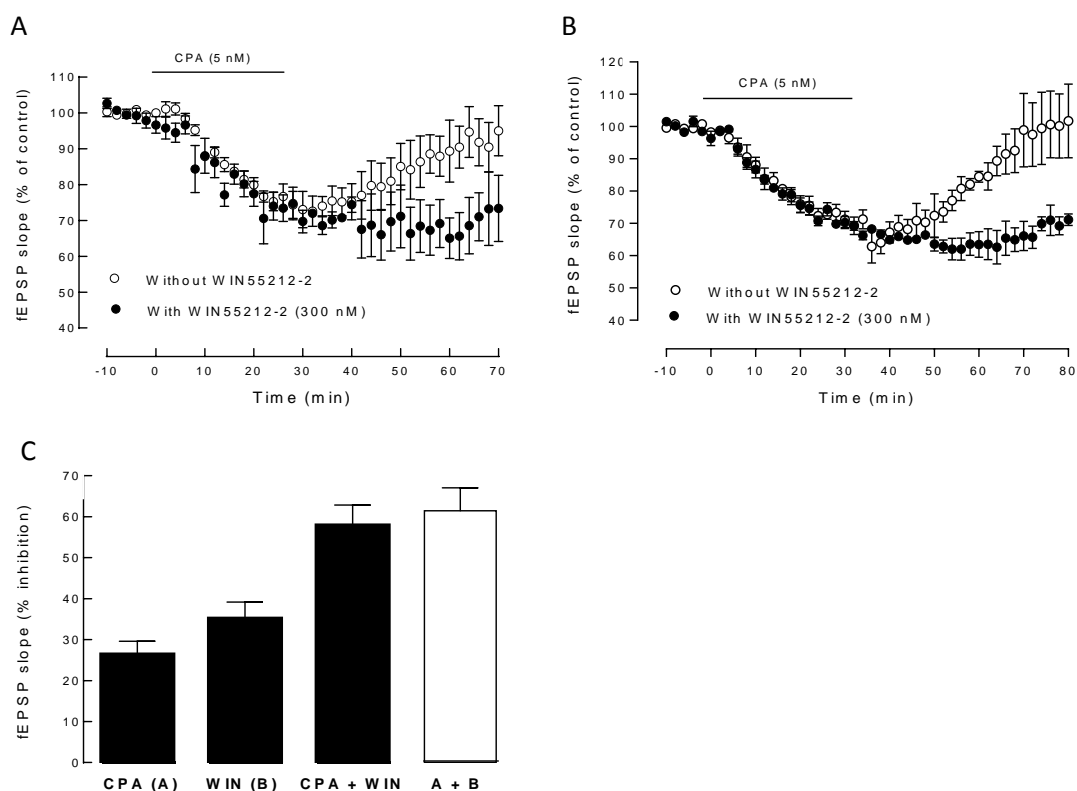 A
CPA (5 nM)
fEPSP slope (% of control)
110
100
90
80
70
60
50
40
Without WIN55212-2
With WIN55212-2 (300 nM)
-10 0 10 20 30 40 50 60 70
Time (min)
B
CPA (5 nM)
fEPSP slope (% of control)
120
100
90
80
70
60
50
40
Without WIN55212-2
With WIN55212-2 (300 nM)
-10 0 10 20 30 40 50 60 70 80
Time (min)
C
fEPSP slope (% inhibition)
70
60
50
40
30
20
10
0
CPA (A) WIN (B) CPA + WIN A + B